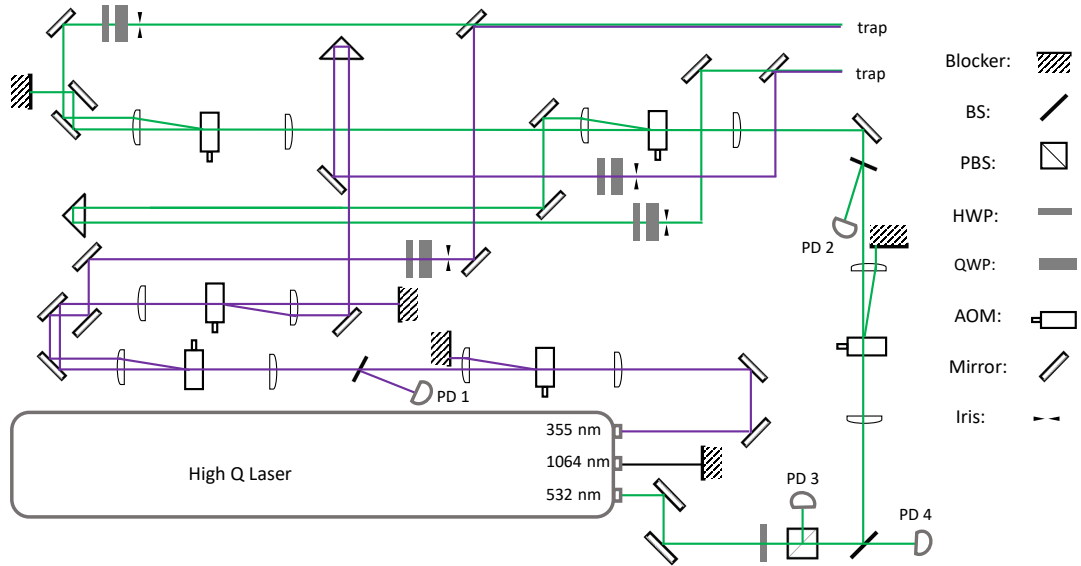 trap
trap
Blocker:
BS:
PBS
HWP:
QWP:
AOM:
Mirror:
Iris:
PD 2
PD 1
355 nm
1064 nm
532 nm
High Q Laser
PD 3
PD 4